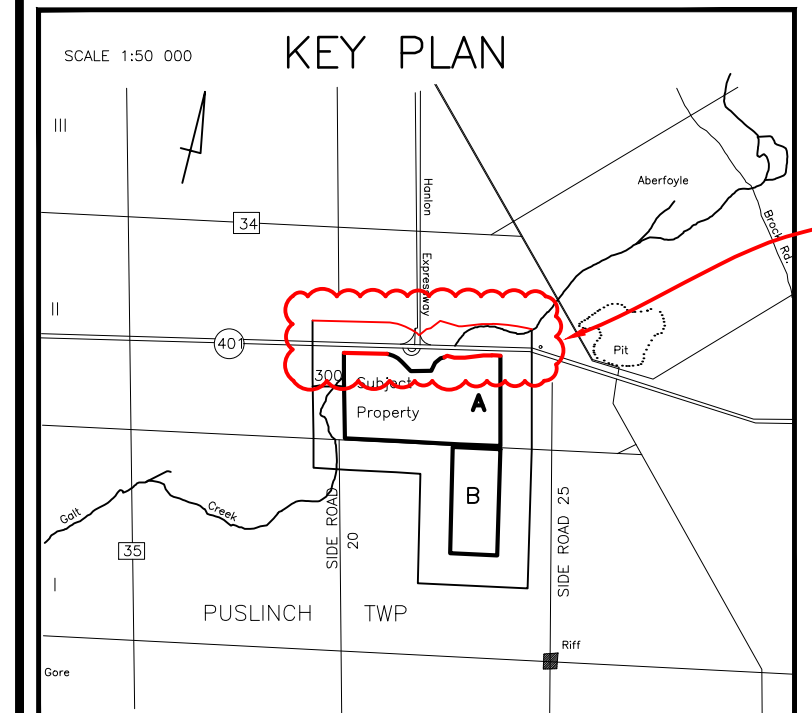 KEY PLAN
SCALE 1:50 000
III
Hanlon
Expressway
Aberfoyle
Brock Rd.
34
II
401
Pit
300
Subject
Property
A
B
Galt
Creek
35
SIDE ROAD
20
SIDE ROAD 25
I
PUSLINCH TWP
Riff
Gore